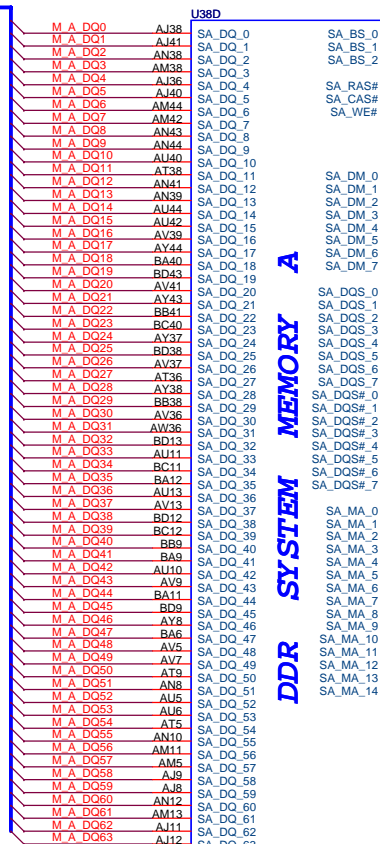 U38D
M_A_DQ0 AJ38 SA_DQ_0 SA_BS_0
M_A_DQ1 AJ41 SA_DQ_1 SA_BS_1
M_A_DQ2 AN38 SA_DQ_2 SA_BS_2
M_A_DQ3 AM38 SA_DQ_3
M_A_DQ4 AJ36 SA_DQ_4 SA_RAS#
M_A_DQ5 AJ40 SA_DQ_5 SA_CAS#
M_A_DQ6 AM44 SA_DQ_6 SA_WE#
M_A_DQ7 AM42 SA_DQ_7
M_A_DQ8 AN43 SA_DQ_8
M_A_DQ9 AN44 SA_DQ_9
M_A_DQ10 AU40 SA_DQ_10
M_A_DQ11 AT38 SA_DQ_11 SA_DM_0
M_A_DQ12 AN41 SA_DQ_12 SA_DM_1
M_A_DQ13 AN39 SA_DQ_13 SA_DM_2
M_A_DQ14 AU44 SA_DQ_14 SA_DM_3
M_A_DQ15 AU42 SA_DQ_15 SA_DM_4
M_A_DQ16 AV39 SA_DQ_16 SA_DM_5
M_A_DQ17 AY44 SA_DQ_17 SA_DM_6
M_A_DQ18 BA40 SA_DQ_18 SA_DM_7
M_A_DQ19 BD43 SA_DQ_19
M_A_DQ20 AV41 SA_DQ_20 SA_DQS_0
M_A_DQ21 AY43 SA_DQ_21 SA_DQS_1
M_A_DQ22 BB41 SA_DQ_22 SA_DQS_2
M_A_DQ23 BC40 SA_DQ_23 SA_DQS_3
M_A_DQ24 AY37 SA_DQ_24 SA_DQS_4
M_A_DQ25 BD38 SA_DQ_25 SA_DQS_5
M_A_DQ26 AV37 SA_DQ_26 SA_DQS_6
M_A_DQ27 AT36 SA_DQ_27 SA_DQS_7
M_A_DQ28 AY38 SA_DQ_28 SA_DQS#_0
M_A_DQ29 BB38 SA_DQ_29 SA_DQS#_1
M_A_DQ30 AV36 SA_DQ_30 SA_DQS#_2
M_A_DQ31 AW36 SA_DQ_31 SA_DQS#_3
M_A_DQ32 BD13 SA_DQ_32 SA_DQS#_4
M_A_DQ33 AU11 SA_DQ_33 SA_DQS#_5
M_A_DQ34 BC11 SA_DQ_34 SA_DQS#_6
M_A_DQ35 BA12 SA_DQ_35 SA_DQS#_7
M_A_DQ36 AU13 SA_DQ_36
M_A_DQ37 AV13 SA_DQ_37 SA_MA_0
M_A_DQ38 BD12 SA_DQ_38 SA_MA_1
M_A_DQ39 BC12 SA_DQ_39 SA_MA_2
M_A_DQ40 BB9 SA_DQ_40 SA_MA_3
M_A_DQ41 BA9 SA_DQ_41 SA_MA_4
M_A_DQ42 AU10 SA_DQ_42 SA_MA_5
M_A_DQ43 AV9 SA_DQ_43 SA_MA_6
M_A_DQ44 BA11 SA_DQ_44 SA_MA_7
M_A_DQ45 BD9 SA_DQ_45 SA_MA_8
M_A_DQ46 AY8 SA_DQ_46 SA_MA_9
M_A_DQ47 BA6 SA_DQ_47 SA_MA_10
M_A_DQ48 AV5 SA_DQ_48 SA_MA_11
M_A_DQ49 AV7 SA_DQ_49 SA_MA_12
M_A_DQ50 AT9 SA_DQ_50 SA_MA_13
M_A_DQ51 AN8 SA_DQ_51 SA_MA_14
M_A_DQ52 AU5 SA_DQ_52
M_A_DQ53 AU6 SA_DQ_53
M_A_DQ54 AT5 SA_DQ_54
M_A_DQ55 AN10 SA_DQ_55
M_A_DQ56 AM11 SA_DQ_56
M_A_DQ57 AM5 SA_DQ_57
M_A_DQ58 AJ9 SA_DQ_58
M_A_DQ59 AJ8 SA_DQ_59
M_A_DQ60 AN12 SA_DQ_60
M_A_DQ61 AM13 SA_DQ_61
M_A_DQ62 AJ11 SA_DQ_62
M_A_DQ63 AJ12 SA_DQ_63
DDR SYSTEM MEMORY A